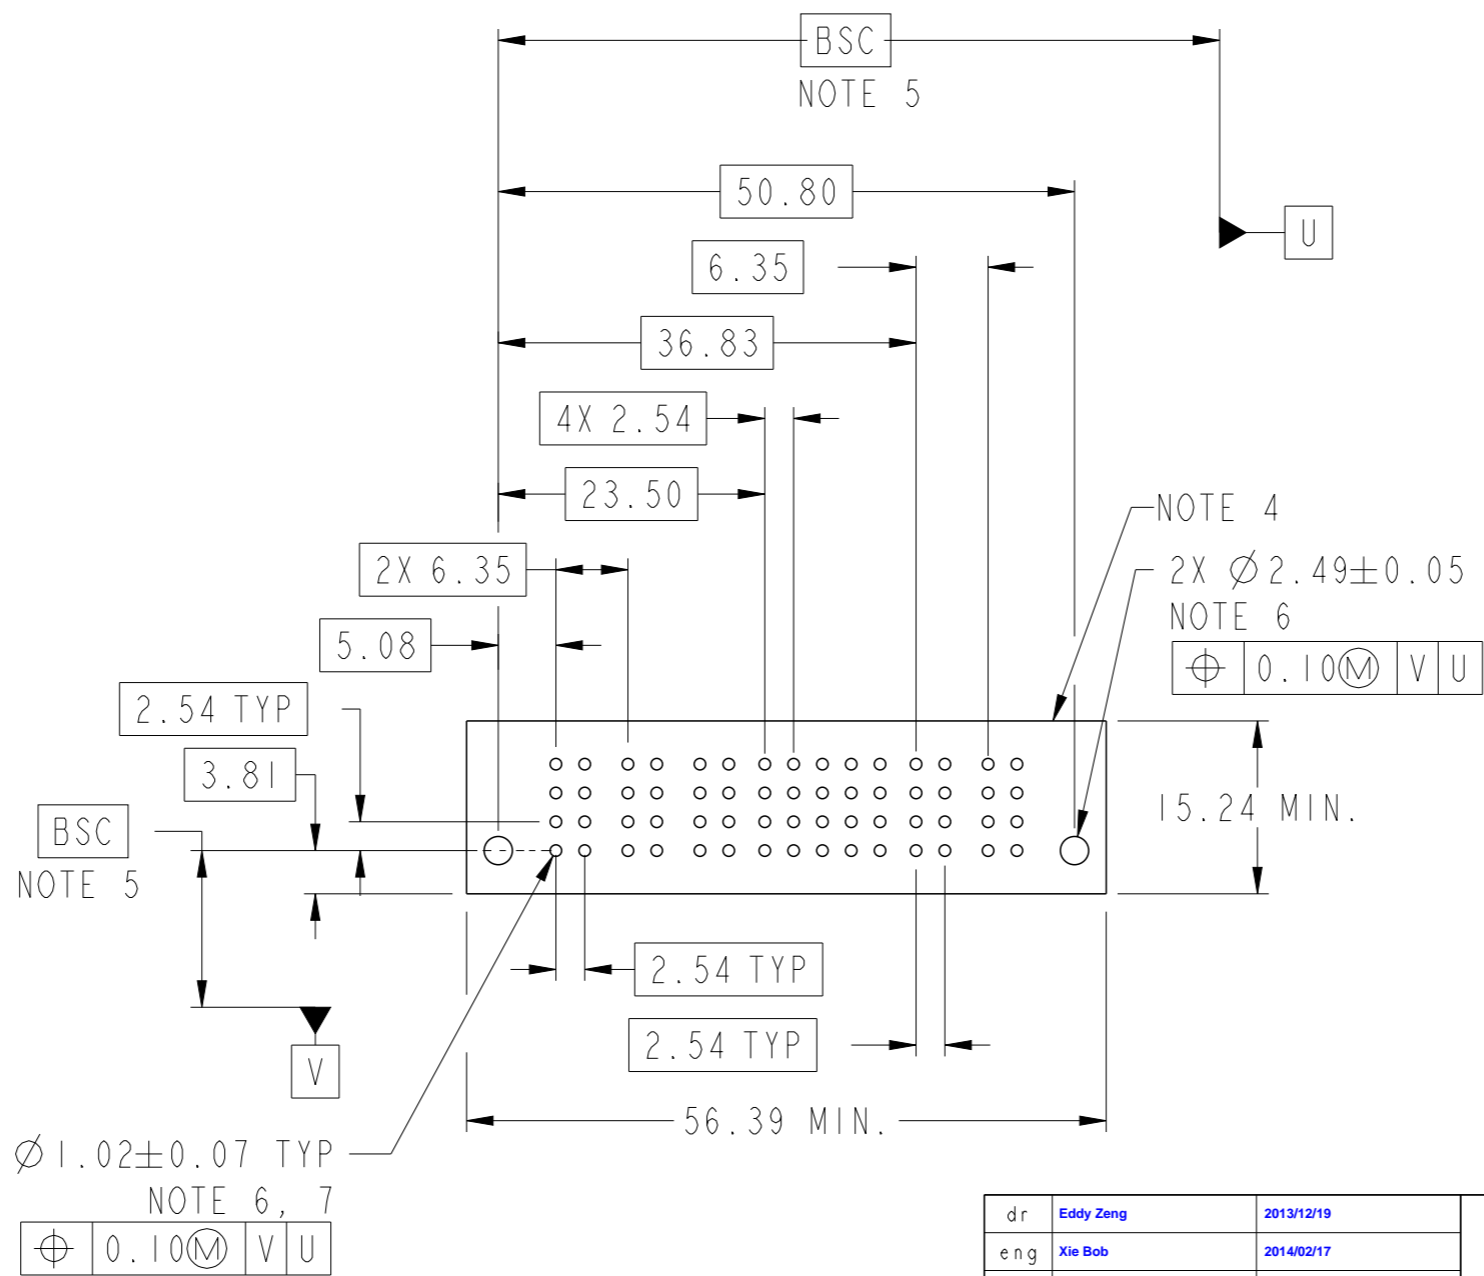 BSC
NOTE 5
50.80
U
6.35
36.83
4X 2.54
23.50
NOTE 4
2X 6.35
2X Ø2.49±0.05
NOTE 6
⌖ 0.10Ⓜ V U
5.08
2.54 TYP
3.81
15.24 MIN.
BSC
NOTE 5
2.54 TYP
2.54 TYP
V
56.39 MIN.
Ø1.02±0.07 TYP
NOTE 6, 7
⌖ 0.10Ⓜ V U
dr Eddy Zeng 2013/12/19
eng Xie Bob 2014/02/17